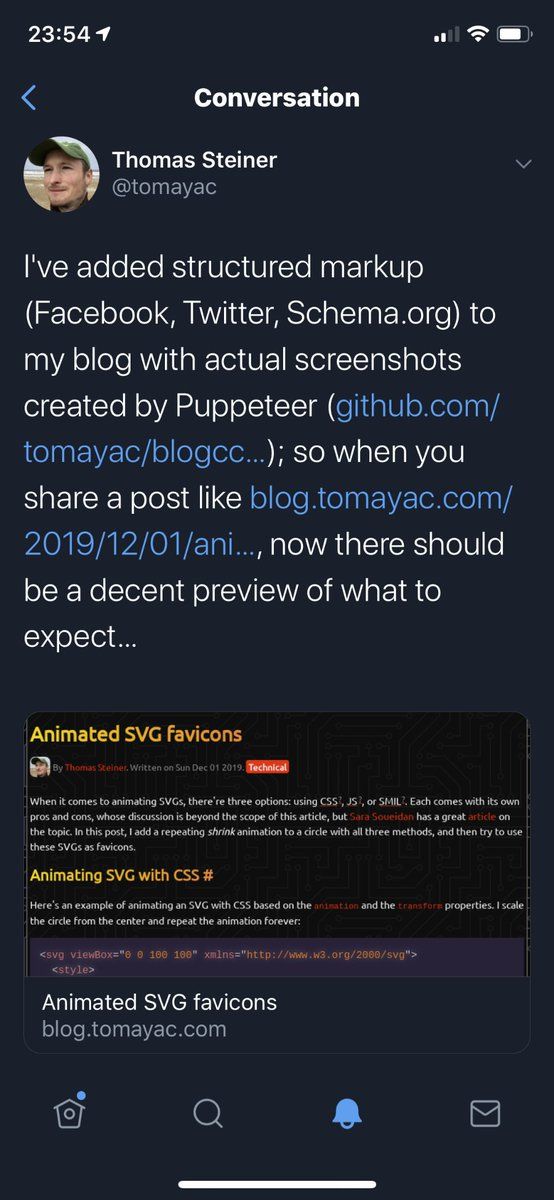 23:54
Conversation
Thomas Steiner
@tomayac
I've added structured markup
(Facebook, Twitter, Schema.org) to
my blog with actual screenshots
created by Puppeteer (github.com/
tomayac/blogcc...); so when you
share a post like blog.tomayac.com/
2019/12/01/ani..., now there should
be a decent preview of what to
expect...
Animated SVG favicons
By Thomas Steiner. Written on Sun Dec 01 2019. Technical
When it comes to animating SVGs, there're three options: using CSS?, JS?, or SMIL?. Each comes with its own
pros and cons, whose discussion is beyond the scope of this article, but Sara Soueidan has a great article on
the topic. In this post, I add a repeating shrink animation to a circle with all three methods, and then try to use
these SVGs as favicons.
Animating SVG with CSS #
Here's an example of animating an SVG with CSS based on the animation and the transform properties. I scale
the circle from the center and repeat the animation forever:
<svg viewBox="0 0 100 100" xmlns="http://www.w3.org/2000/svg">
<style>
Animated SVG favicons
blog.tomayac.com